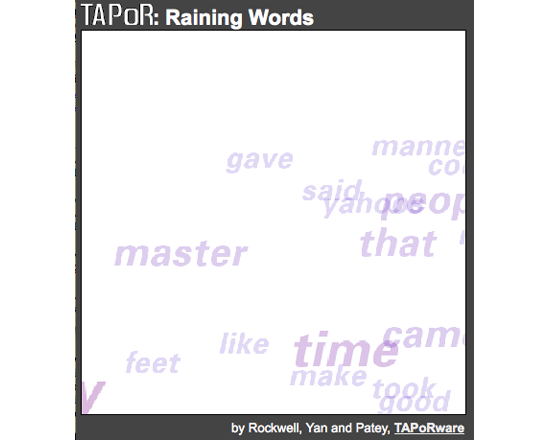 TAPoR: Raining Words
gave
manne
co
said
yahoos
peop
that
master
came
like
time
feet
make
took
good
y
by Rockwell, Yan and Patey, TAPoRware